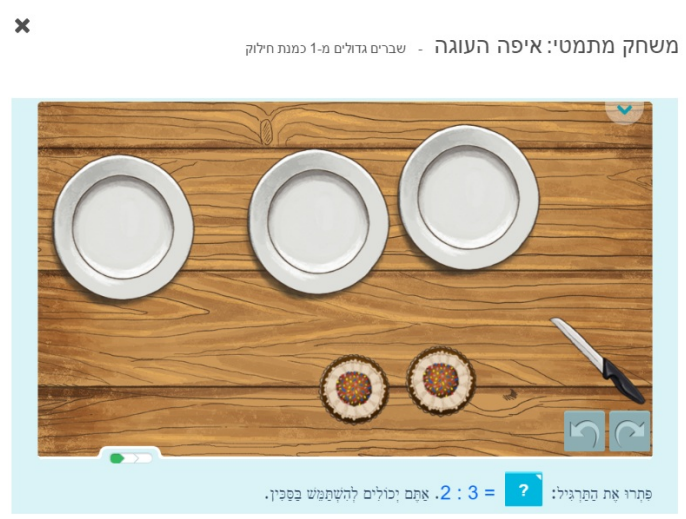 משחק מתמטי: איפה העוגה - שברים גדולים מ-1 כמנת חילוק
פִּתְרוּ אֶת הַתַּרְגִּיל: ? = 3 : 2. אַתֶּם יְכוֹלִים לְהִשְׁתַּמֵּשׁ בַּסַּכִּין.